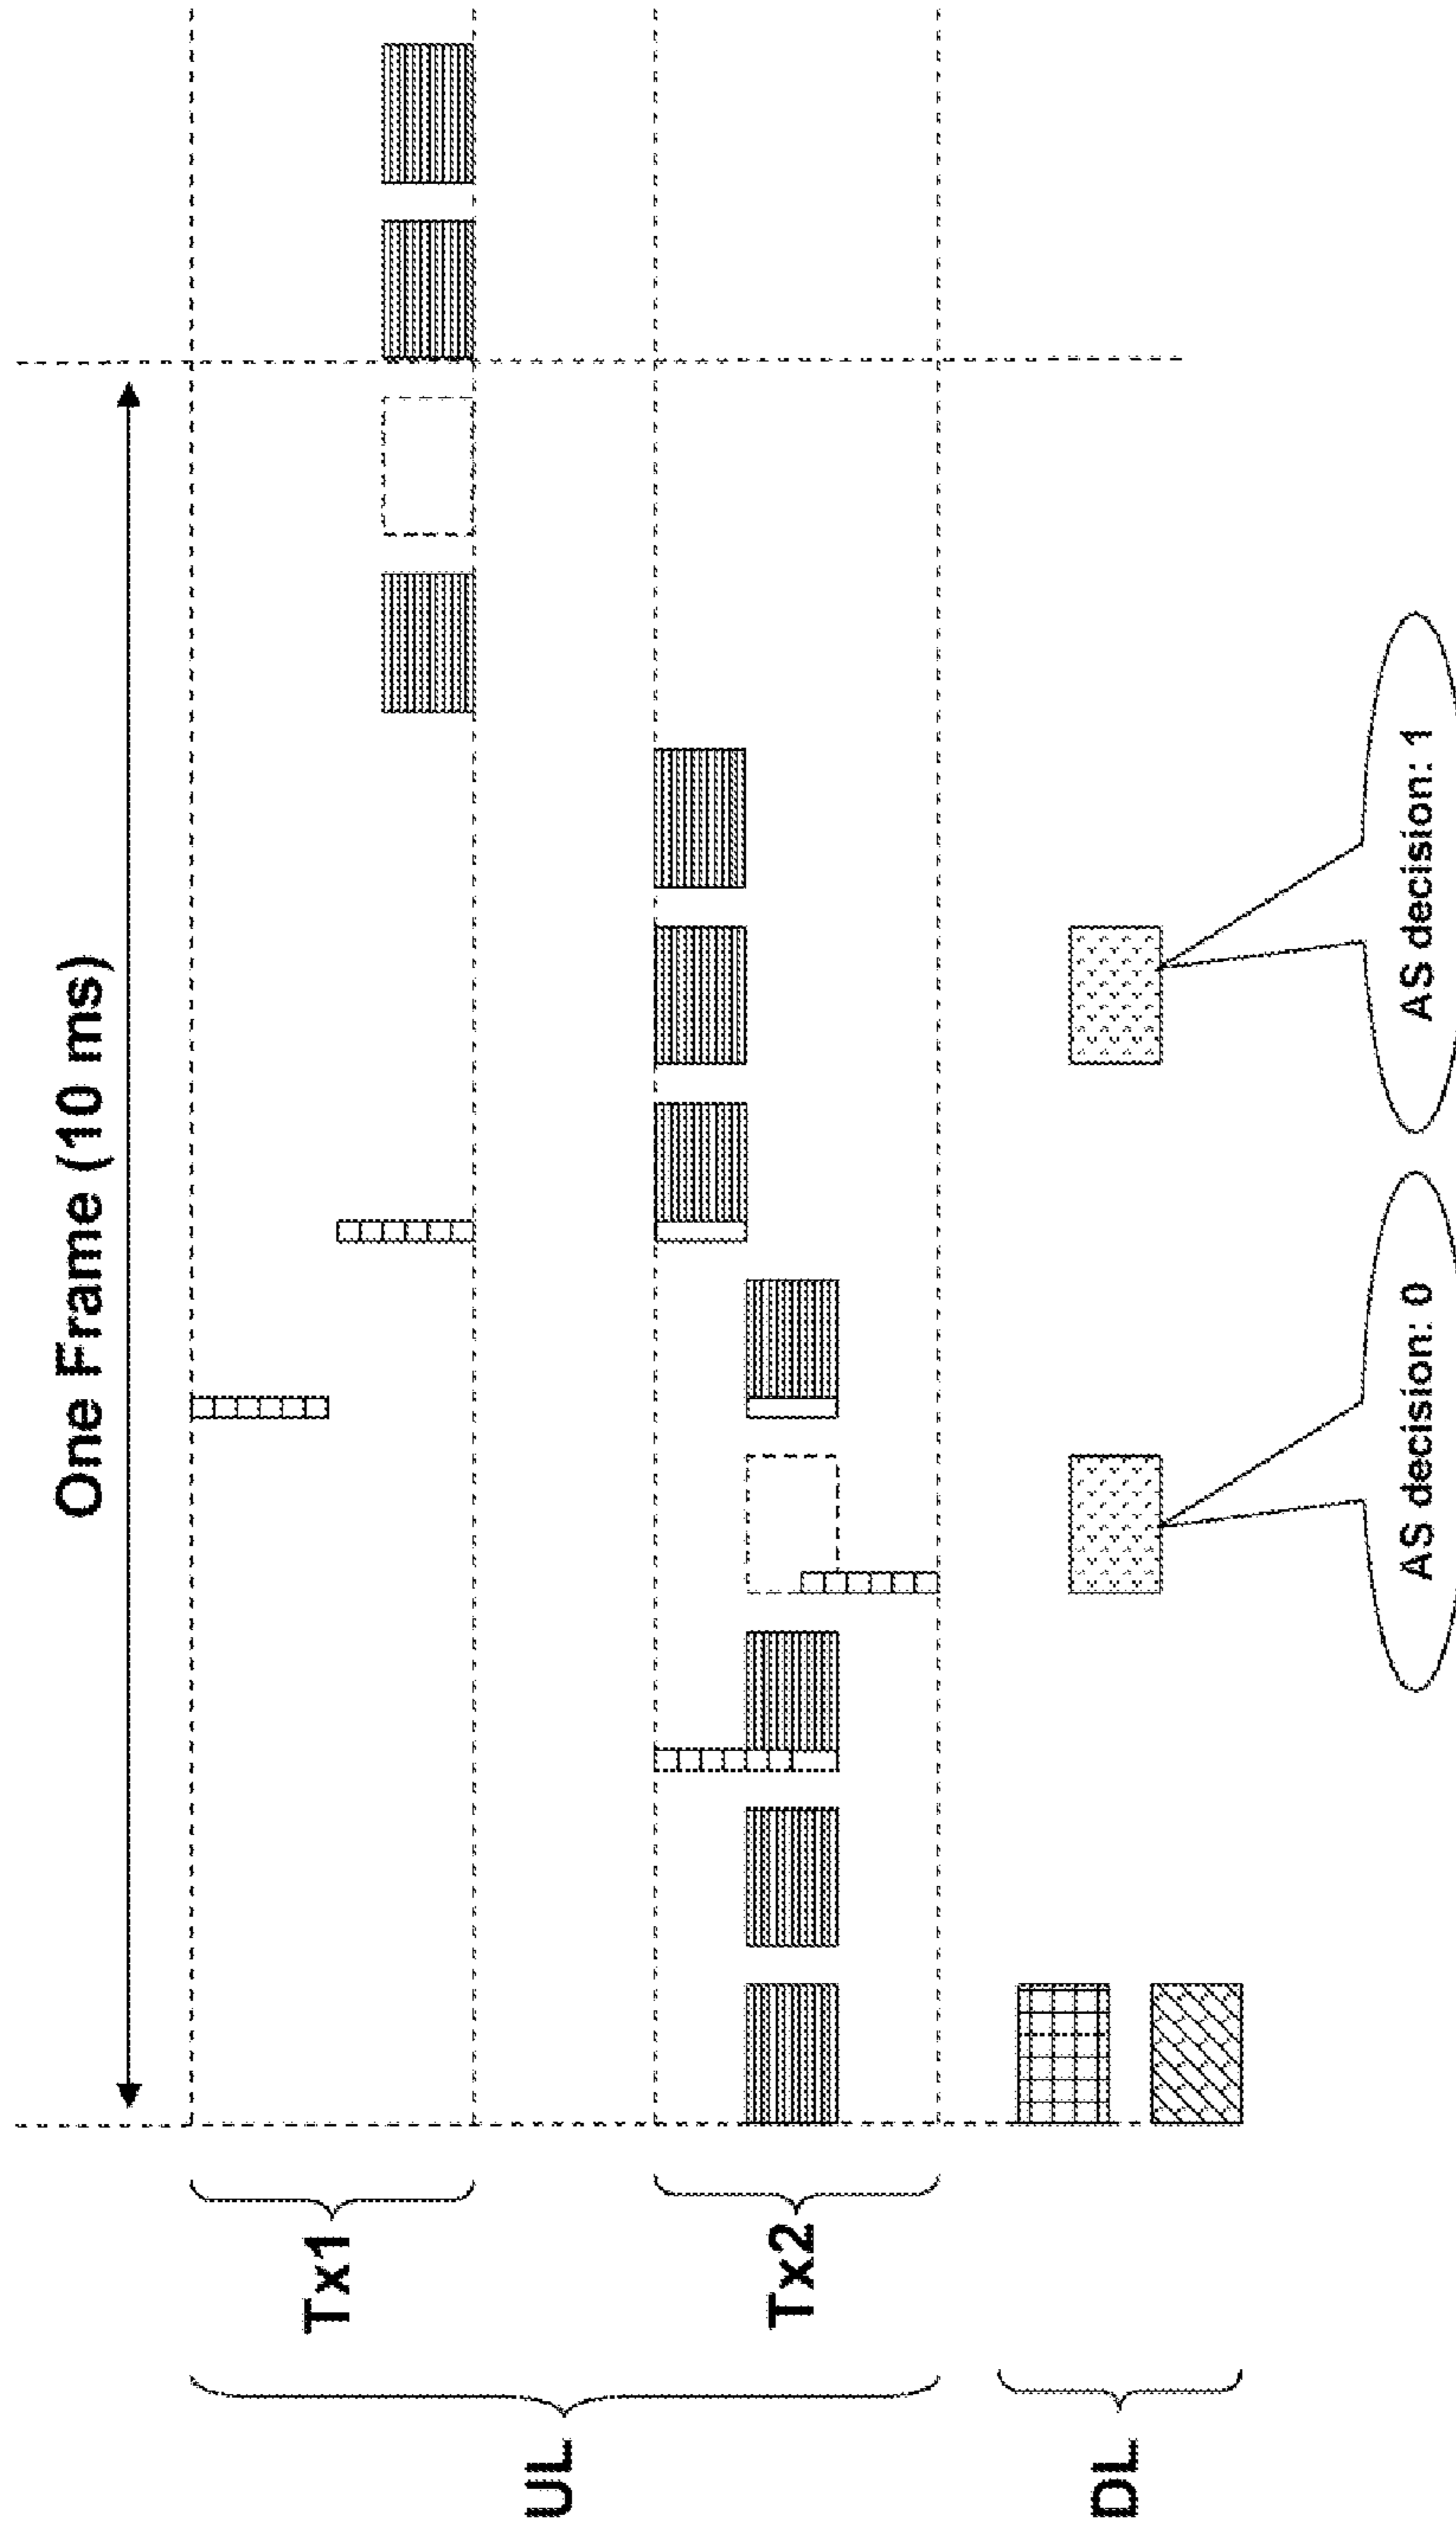 One Frame (10 ms)
UL
Tx1
Tx2
DL
AS decision: 0
AS decision: 1